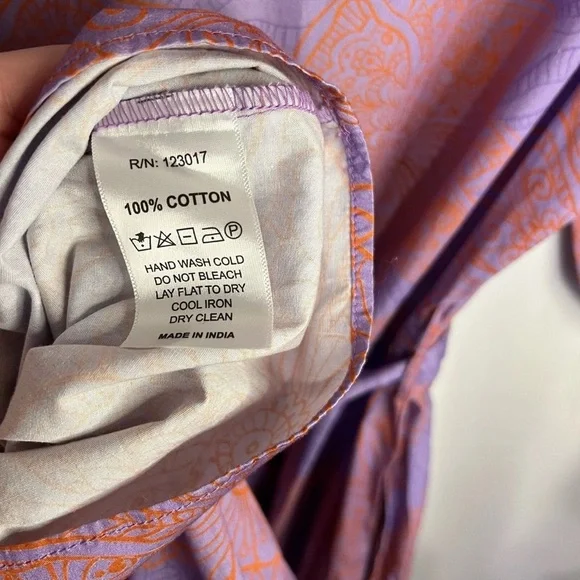 R/N: 123017
100% COTTON
P
HAND WASH COLD
DO NOT BLEACH
LAY FLAT TO DRY
COOL IRON
DRY CLEAN
MADE IN INDIA